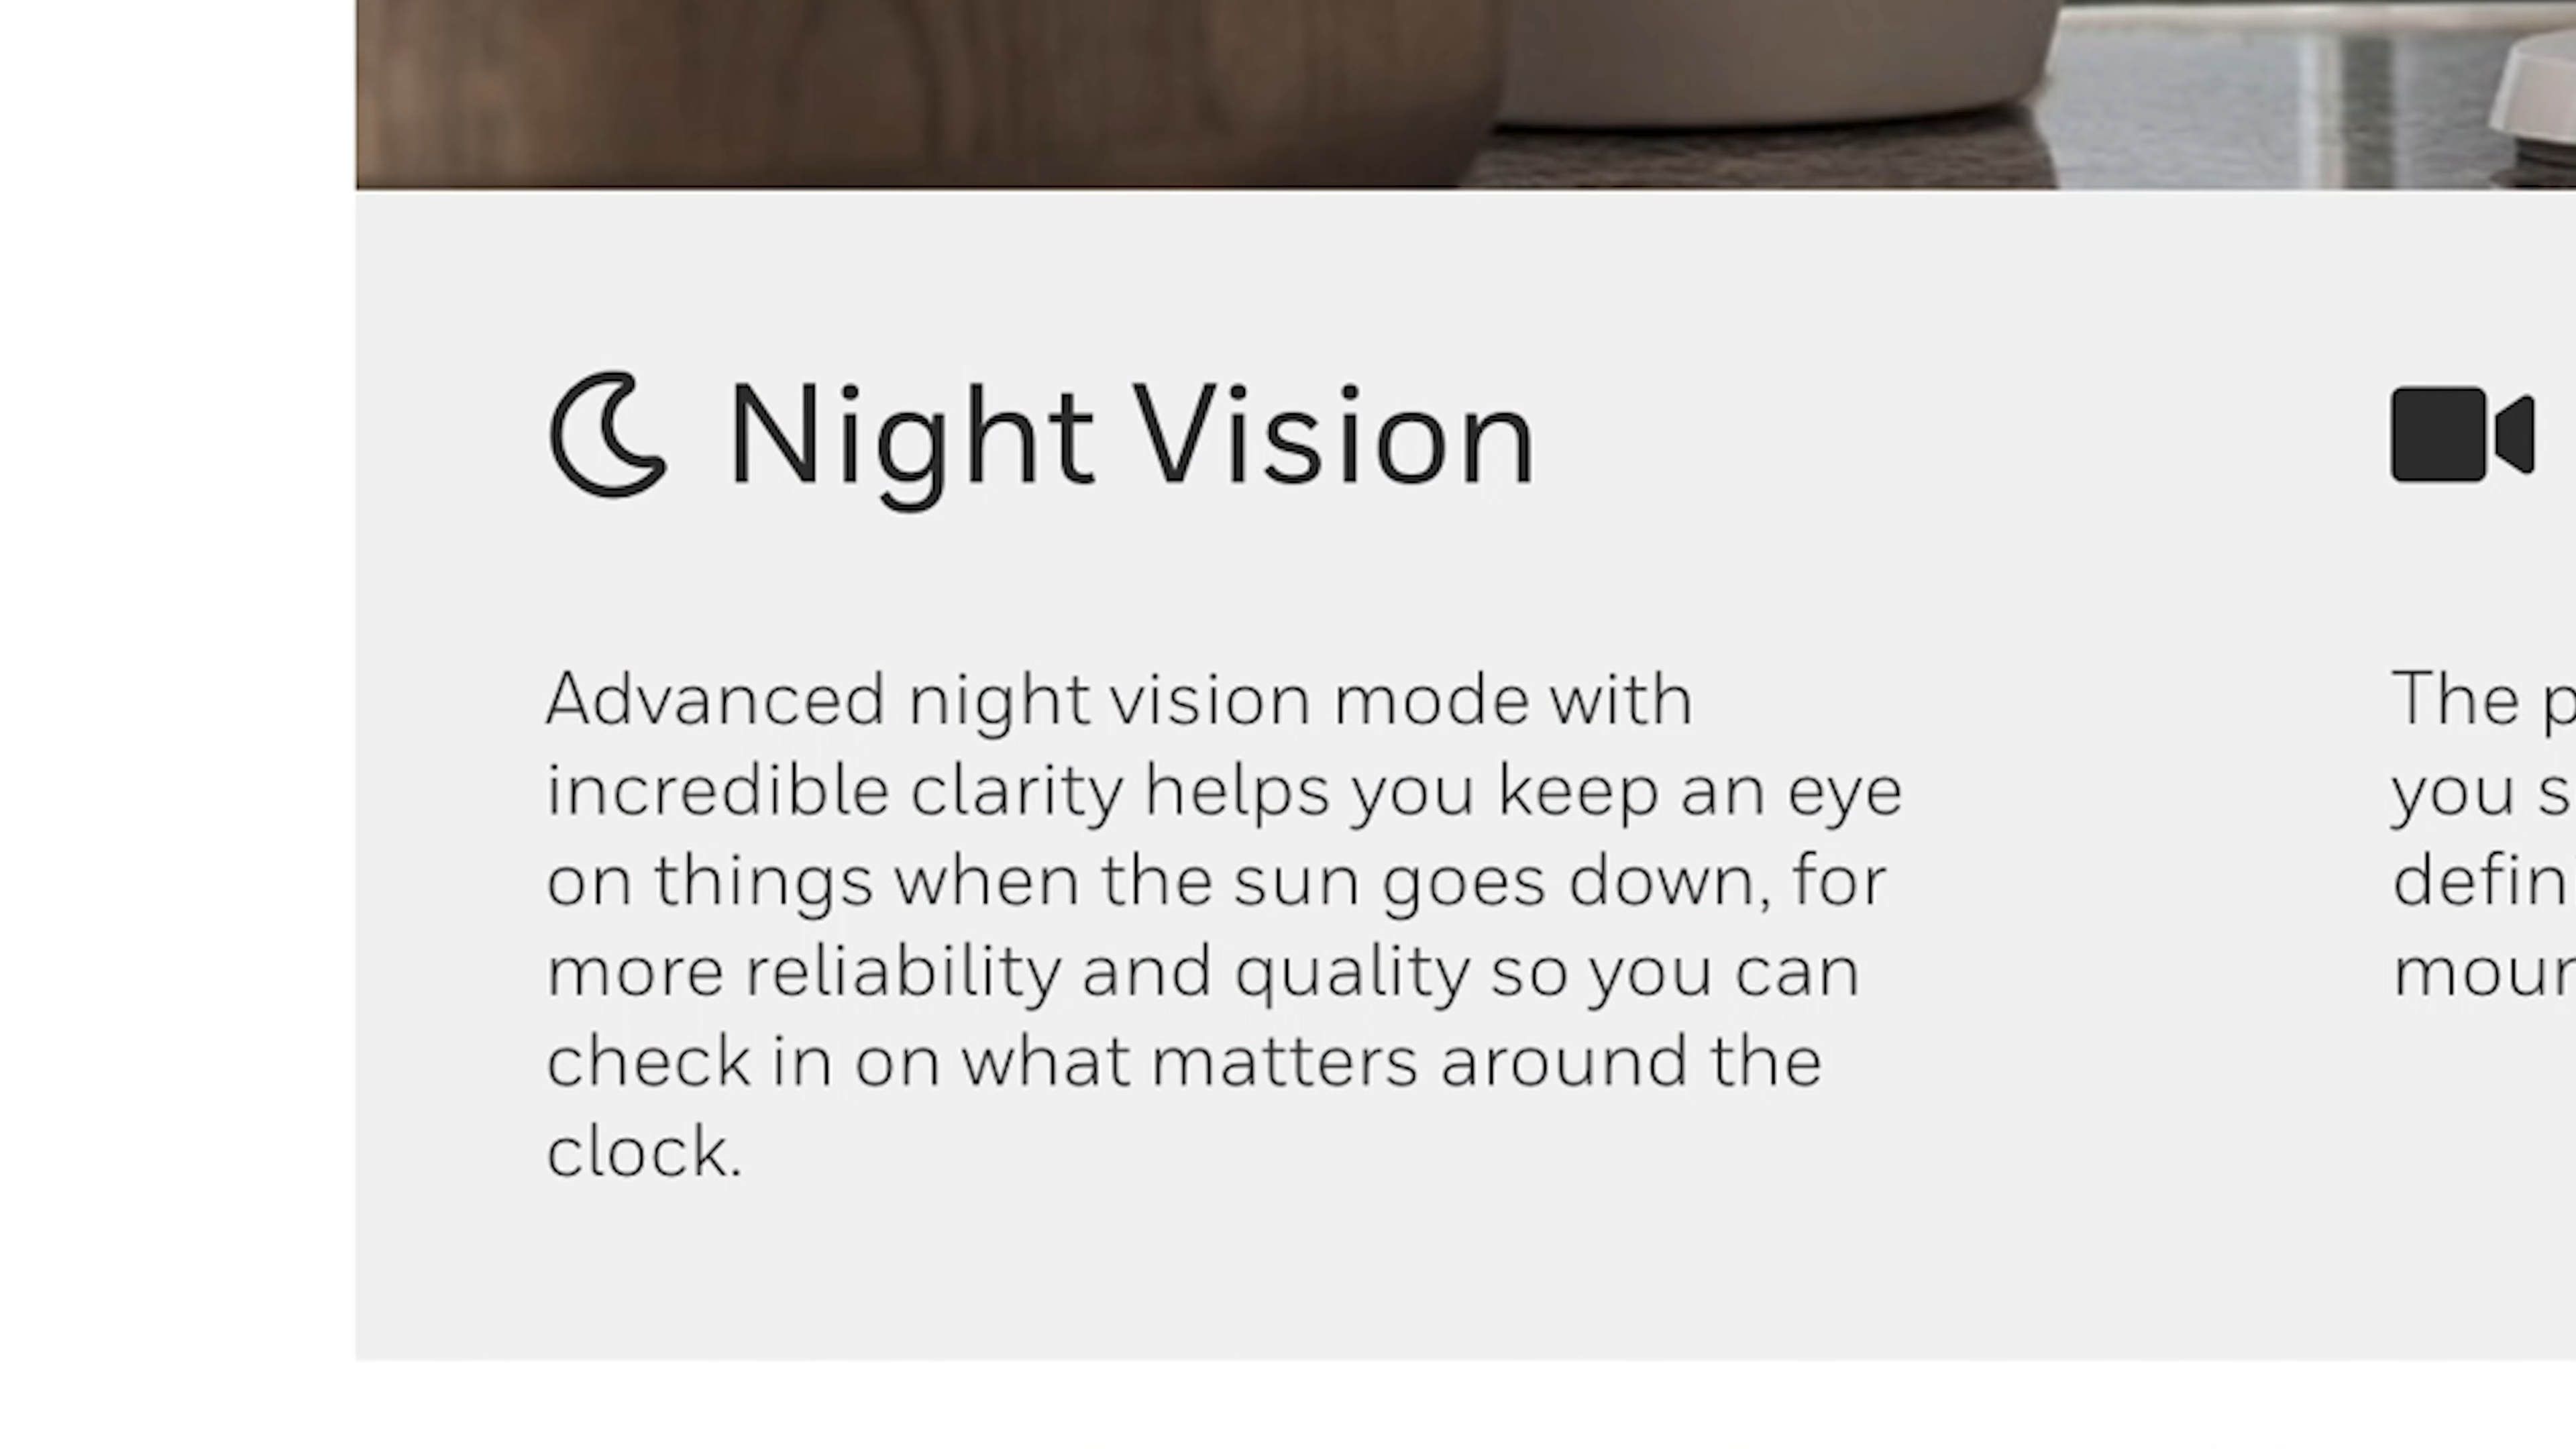 Night Vision
Advanced night vision mode with
incredible clarity helps you keep an eye
on things when the sun goes down, for
more reliability and quality so you can
check in on what matters around the
clock.
The
you